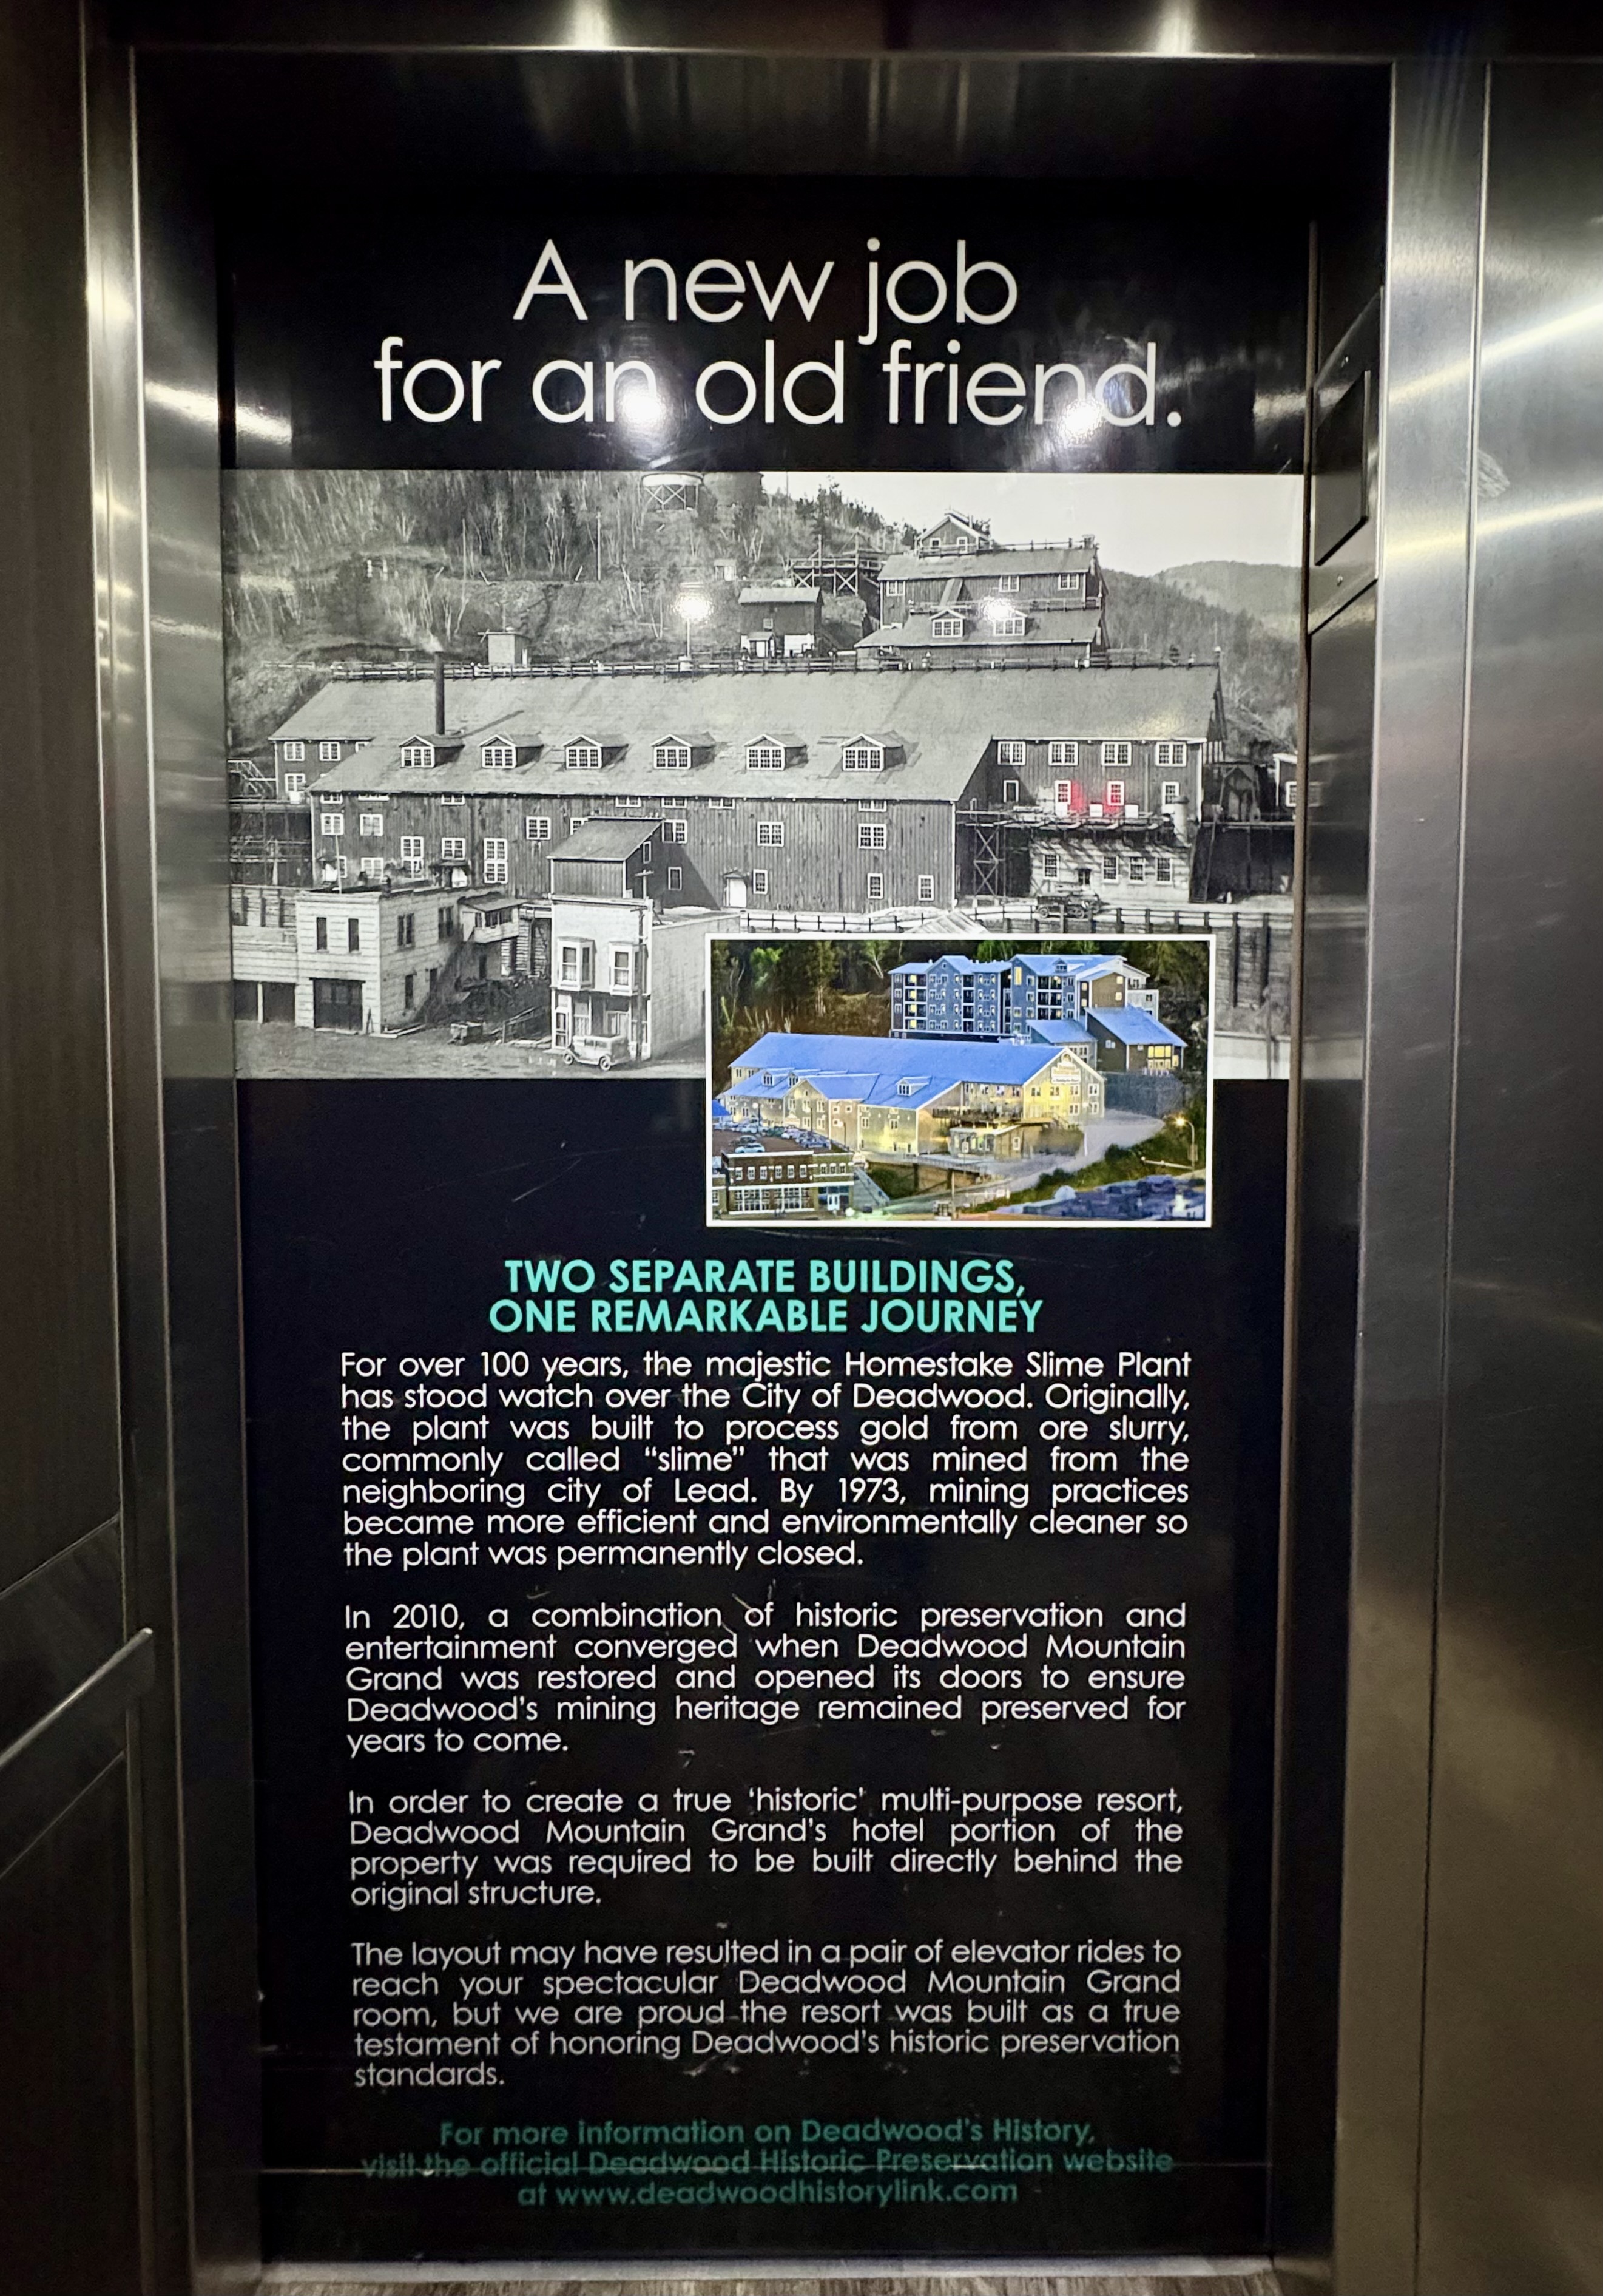 A new job
for an old friend.
TWO SEPARATE BUILDINGS,
ONE REMARKABLE JOURNEY
For over 100 years, the majestic Homestake Slime Plant
has stood watch over the City of Deadwood. Originally,
the plant was built to process gold from ore slurry,
commonly called “slime” that was mined from the
neighboring city of Lead. By 1973, mining practices
became more efficient and environmentally cleaner so
the plant was permanently closed.
In 2010, a combination of historic preservation and
entertainment converged when Deadwood Mountain
Grand was restored and opened its doors to ensure
Deadwood’s mining heritage remained preserved for
years to come.
In order to create a true ‘historic’ multi-purpose resort,
Deadwood Mountain Grand’s hotel portion of the
property was required to be built directly behind the
original structure.
The layout may have resulted in a pair of elevator rides to
reach your spectacular Deadwood Mountain Grand
room, but we are proud the resort was built as a true
testament of honoring Deadwood’s historic preservation
standards.
For more information on Deadwood’s History,
visit the official Deadwood Historic Preservation website
at www.deadwoodhistorylink.com